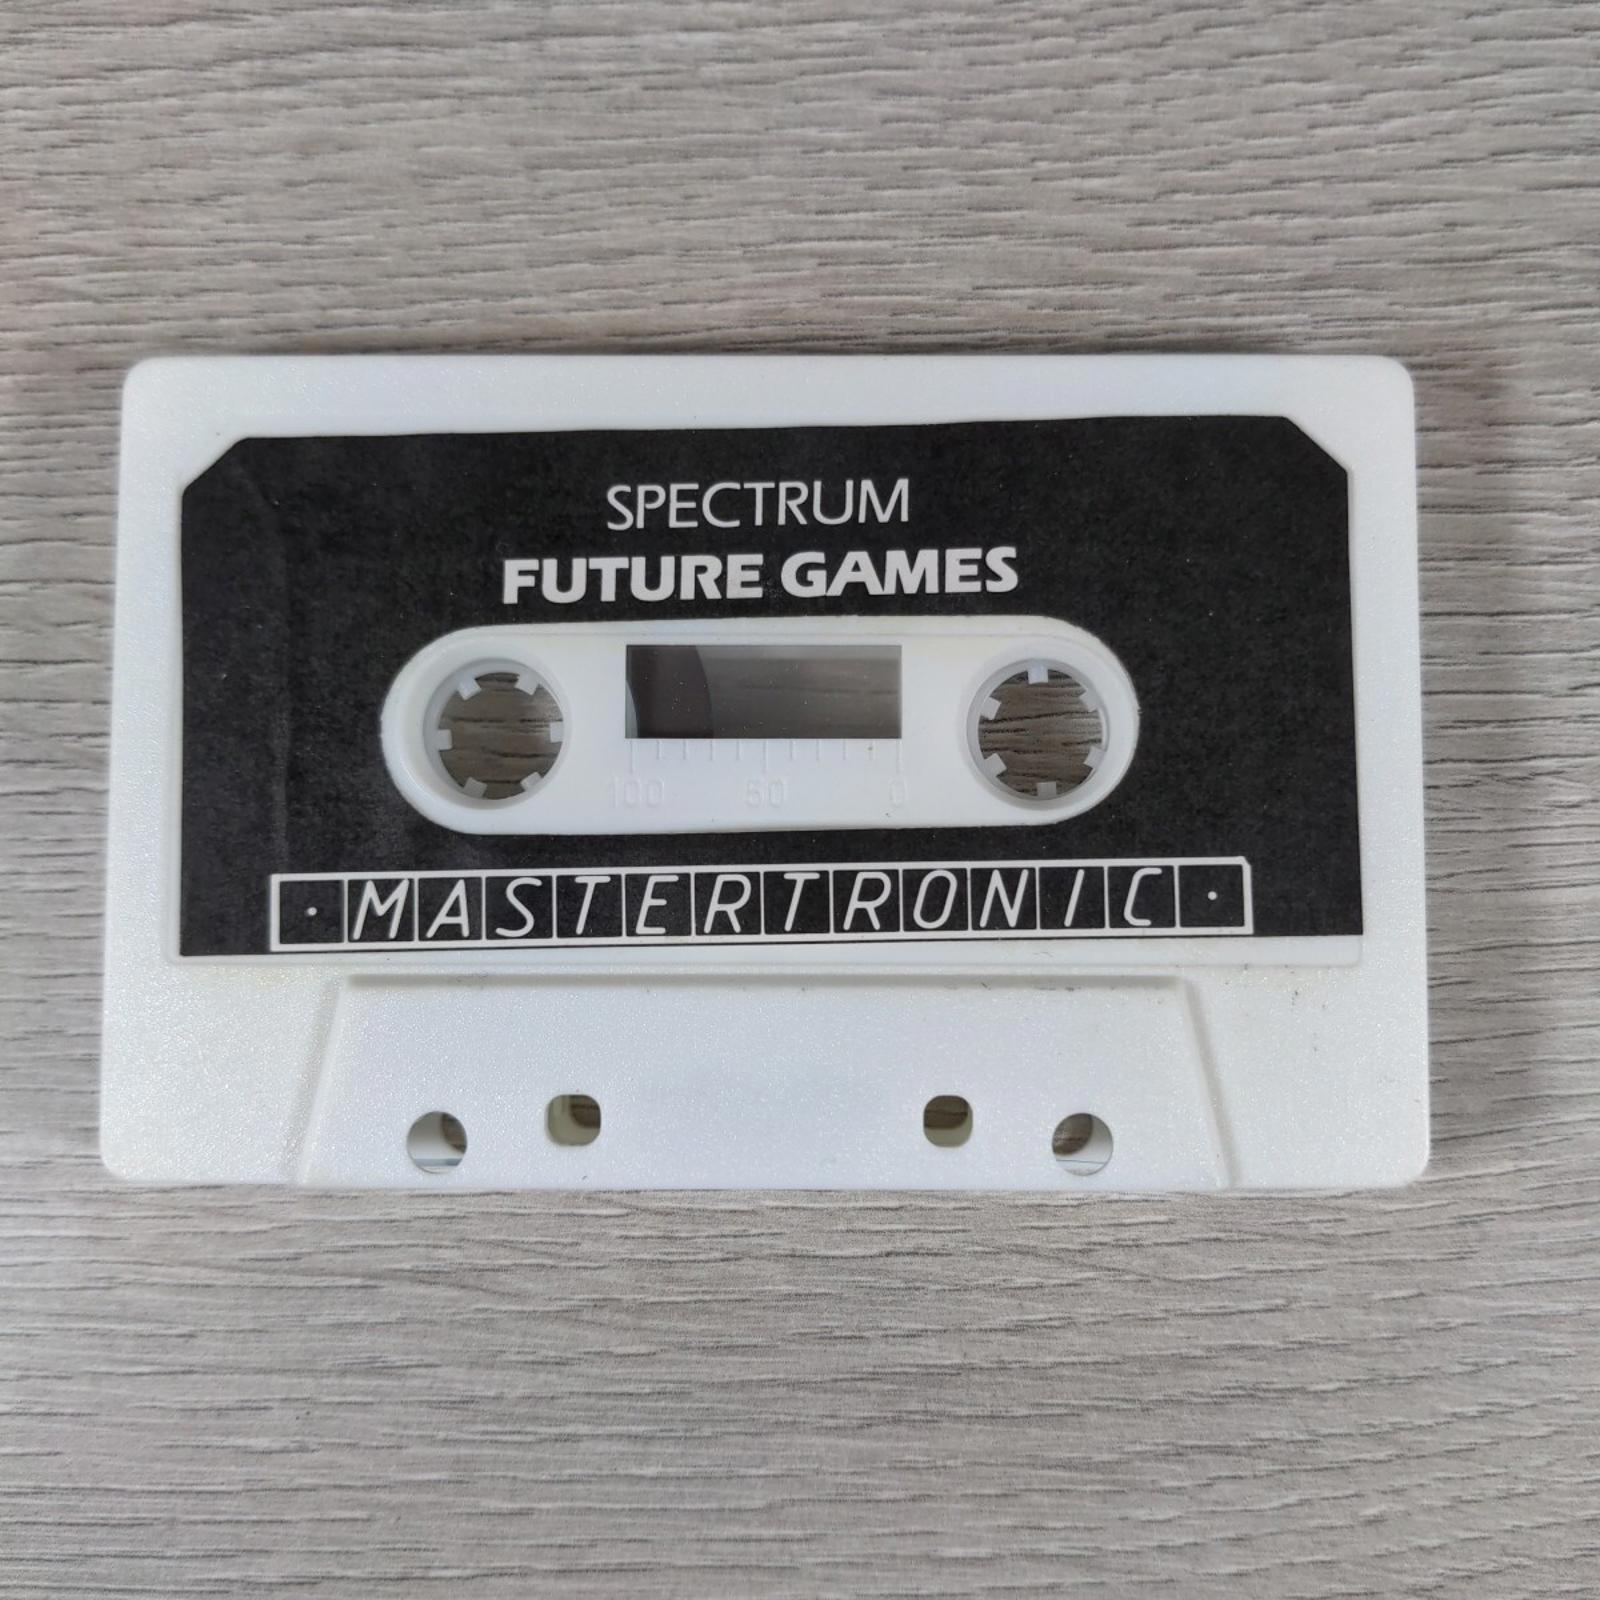 SPECTRUM
FUTURE GAMES
100 50 0
· MASTERTRONIC ·